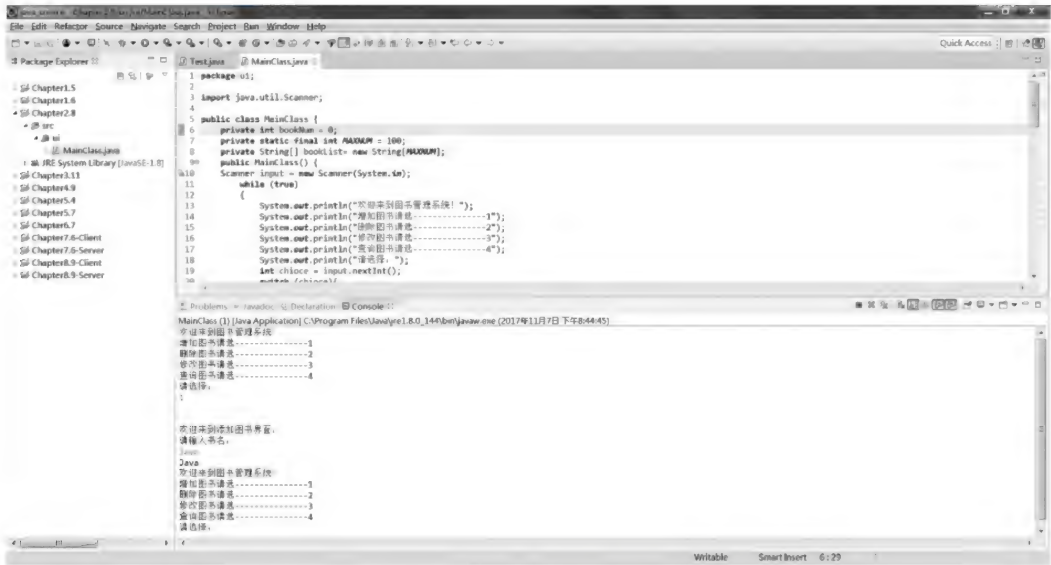 File Edit Refactor Source Navigate Search Project Run Window Help
Quick Access
Package Explorer
Test.java MainClass.java
Chapter1.5
Chapter1.6
Chapter2.8
src
ui
MainClass.java
JRE System Library [JavaSE-1.8]
Chapter3.11
Chapter4.9
Chapter5.4
Chapter5.7
Chapter6.7
Chapter7.6-Client
Chapter7.6-Server
Chapter8.9-Client
Chapter8.9-Server
1 package ui;
2
3 import java.util.Scanner;
4
5 public class MainClass {
6 private int bookNum = 0;
7 private static final int MAXNUM = 100;
8 private String[] bookList= new String[MAXNUM];
9 public MainClass() {
10 Scanner input = new Scanner(System.in);
11 while (true)
12 {
13 System.out.println("欢迎来到图书管理系统！");
14 System.out.println("增加图书请选---------------1");
15 System.out.println("删除图书请选---------------2");
16 System.out.println("修改图书请选---------------3");
17 System.out.println("查询图书请选---------------4");
18 System.out.println("请选择：");
19 int chioce = input.nextInt();
20 switch (chioce){
Problems Javadoc Declaration Console
MainClass (1) [Java Application] C:\Program Files\Java\jre1.8.0_144\bin\javaw.exe (2017年11月7日 下午8:44:45)
欢迎来到图书管理系统
增加图书请选---------------1
删除图书请选---------------2
修改图书请选---------------3
查询图书请选---------------4
请选择：
欢迎来到添加图书界面：
请输入书名：
Java
Java
欢迎来到图书管理系统
增加图书请选---------------1
删除图书请选---------------2
修改图书请选---------------3
查询图书请选---------------4
请选择：
Writable Smart Insert 6:29